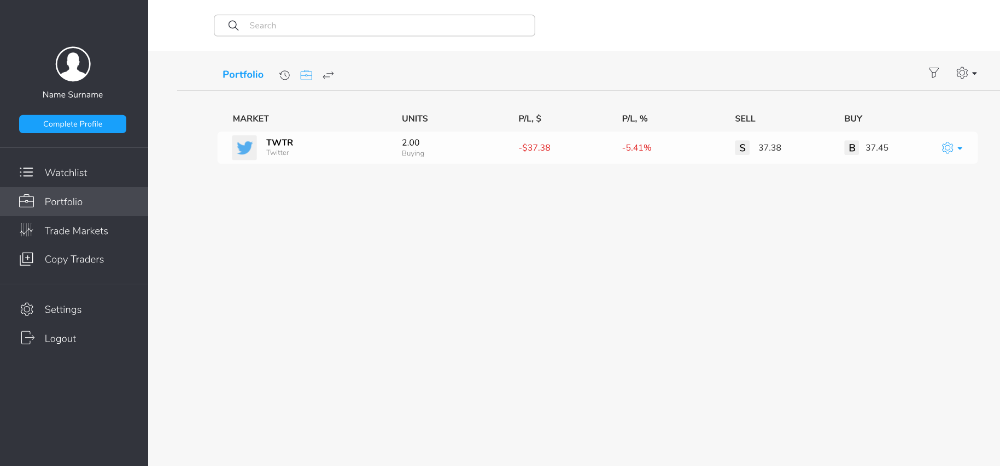 Search
Name Surname
Complete Profile
Watchlist
Portfolio
Trade Markets
Copy Traders
Settings
Logout
Portfolio
MARKET UNITS P/L, $ P/L, % SELL BUY
TWTR 2.00 -$37.38 -5.41% S 37.38 B 37.45
Twitter Buying